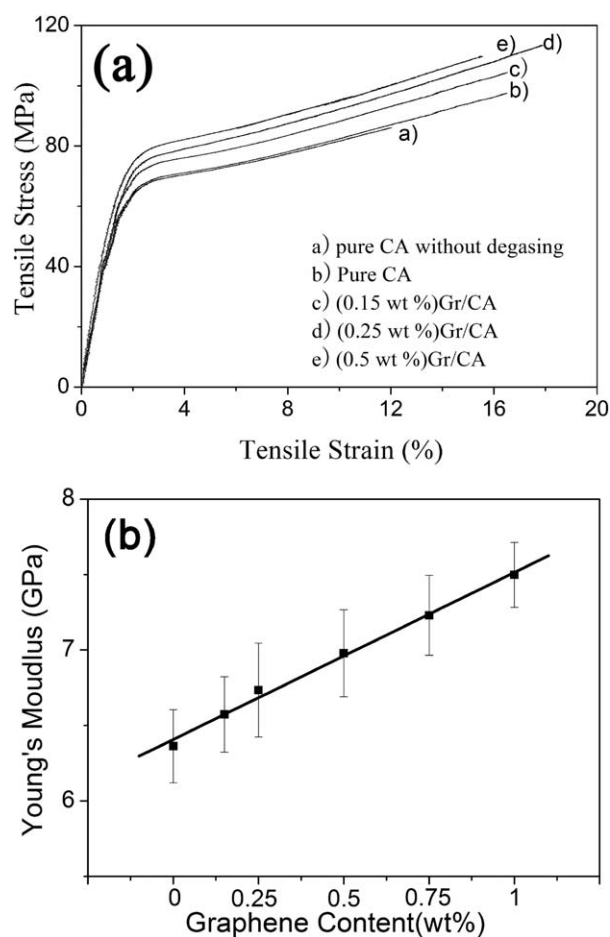 (a)
120
80
40
0
Tensile Stress (MPa)
e)
d)
c)
b)
a)
a) pure CA without degasing
b) Pure CA
c) (0.15 wt %)Gr/CA
d) (0.25 wt %)Gr/CA
e) (0.5 wt %)Gr/CA
0 4 8 12 16 20
Tensile Strain (%)
(b)
8
7
6
Young's Moudlus (GPa)
0 0.25 0.5 0.75 1
Graphene Content(wt%)